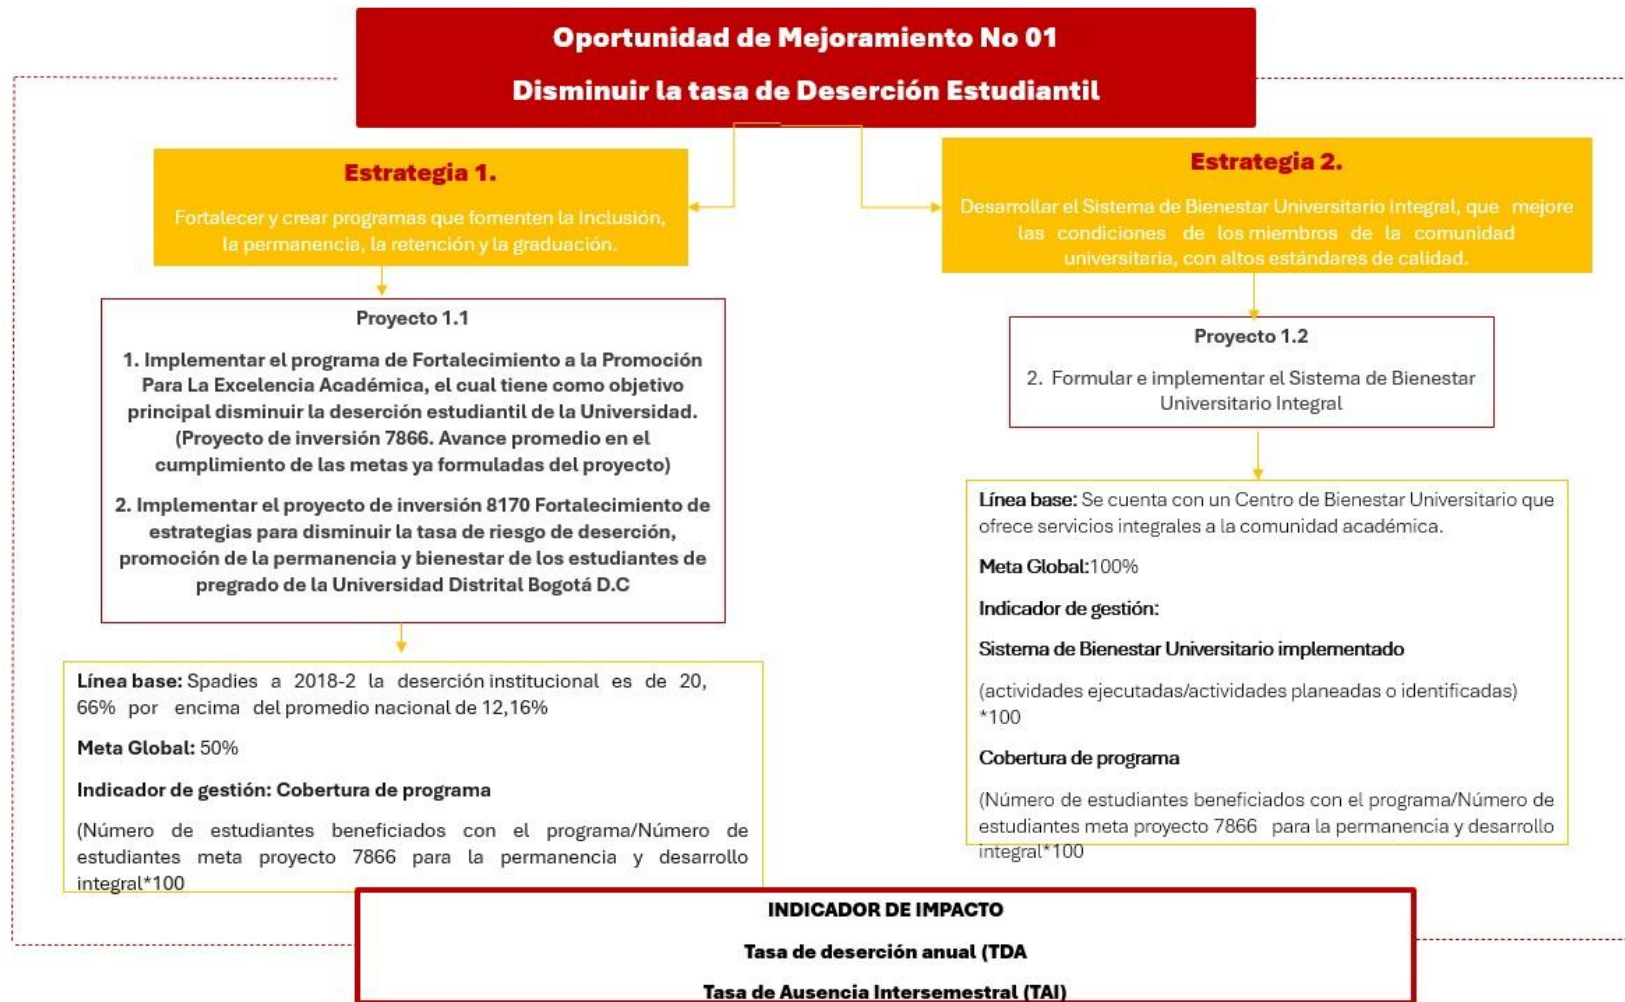 Oportunidad de Mejoramiento No 01
Disminuir la tasa de Deserción Estudiantil
Estrategia 1.
Fortalecer y crear programas que fomenten la Inclusión,
la permanencia, la retención y la graduación.
Proyecto 1.1
1. Implementar el programa de Fortalecimiento a la Promoción
Para La Excelencia Académica, el cual tiene como objetivo
principal disminuir la deserción estudiantil de la Universidad.
(Proyecto de inversión 7866. Avance promedio en el
cumplimiento de las metas ya formuladas del proyecto)
2. Implementar el proyecto de inversión 8170 Fortalecimiento de
estrategias para disminuir la tasa de riesgo de deserción,
promoción de la permanencia y bienestar de los estudiantes de
pregrado de la Universidad Distrital Bogotá D.C
Línea base: Spadies a 2018-2 la deserción institucional es de 20,
66% por encima del promedio nacional de 12,16%
Meta Global: 50%
Indicador de gestión: Cobertura de programa
(Número de estudiantes beneficiados con el programa/Número de
estudiantes meta proyecto 7866 para la permanencia y desarrollo
integral*100
Estrategia 2.
Desarrollar el Sistema de Bienestar Universitario Integral, que mejore
las condiciones de los miembros de la comunidad
universitaria, con altos estándares de calidad.
Proyecto 1.2
2. Formular e implementar el Sistema de Bienestar
Universitario Integral
Línea base: Se cuenta con un Centro de Bienestar Universitario que
ofrece servicios integrales a la comunidad académica.
Meta Global:100%
Indicador de gestión:
Sistema de Bienestar Universitario implementado
(actividades ejecutadas/actividades planeadas o identificadas)
*100
Cobertura de programa
(Número de estudiantes beneficiados con el programa/Número de
estudiantes meta proyecto 7866 para la permanencia y desarrollo
integral*100
INDICADOR DE IMPACTO
Tasa de deserción anual (TDA
Tasa de Ausencia Intersemestral (TAI)